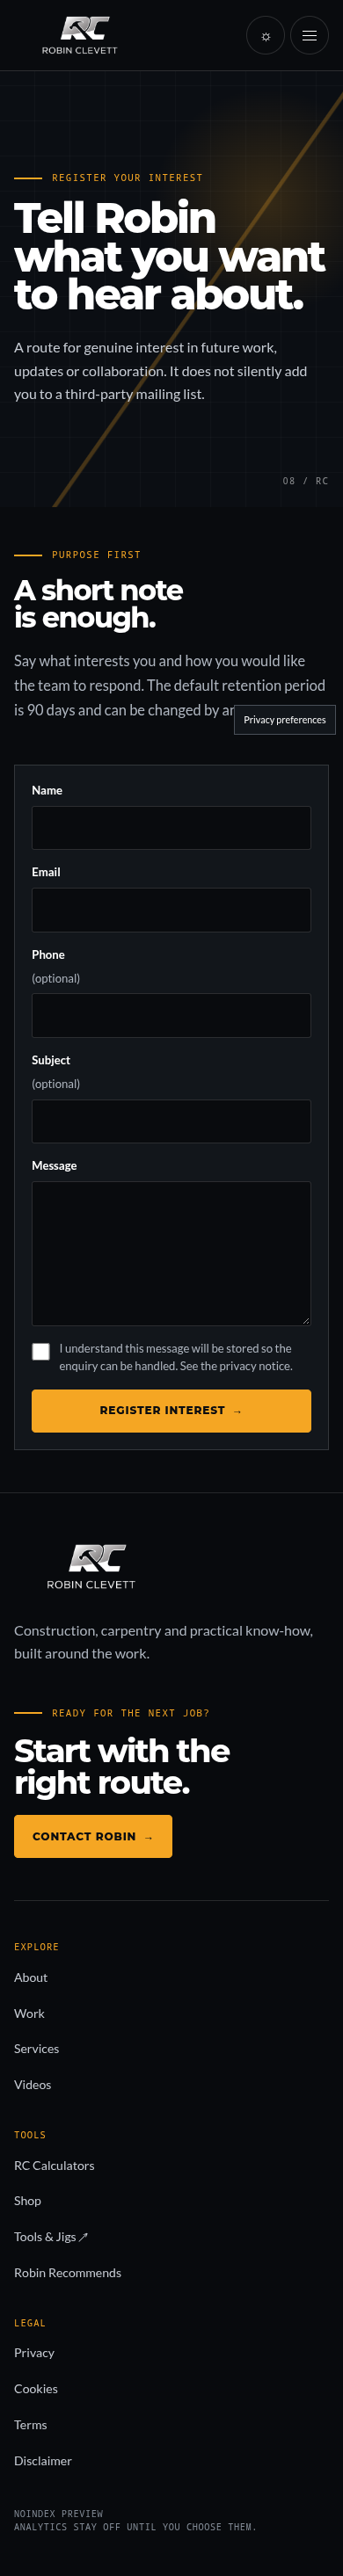 RC
ROBIN CLEVETT
REGISTER YOUR INTEREST
Tell Robin
what you want
to hear about.
A route for genuine interest in future work,
updates or collaboration. It does not silently add
you to a third-party mailing list.
08 / RC
PURPOSE FIRST
A short note
is enough.
Say what interests you and how you would like
the team to respond. The default retention period
is 90 days and can be changed by
Privacy preferences
Name
Email
Phone
(optional)
Subject
(optional)
Message
I understand this message will be stored so the
enquiry can be handled. See the privacy notice.
REGISTER INTEREST →
RC
ROBIN CLEVETT
Construction, carpentry and practical know-how,
built around the work.
READY FOR THE NEXT JOB?
Start with the
right route.
CONTACT ROBIN →
EXPLORE
About
Work
Services
Videos
TOOLS
RC Calculators
Shop
Tools & Jigs ↗
Robin Recommends
LEGAL
Privacy
Cookies
Terms
Disclaimer
NOINDEX PREVIEW
ANALYTICS STAY OFF UNTIL YOU CHOOSE THEM.